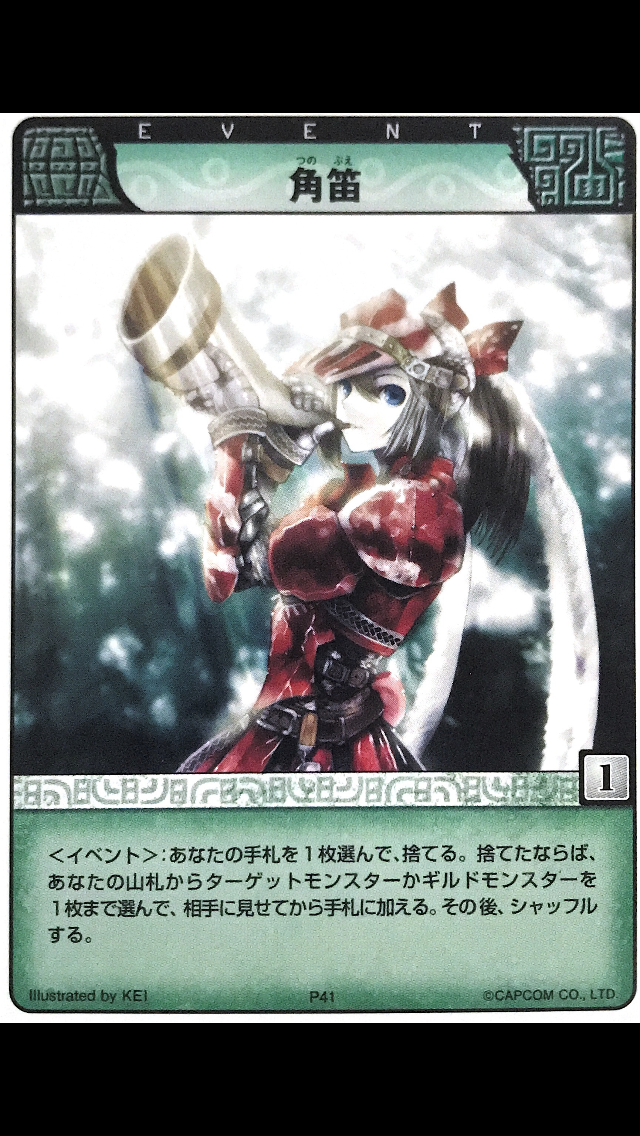 EVENT
つの ぶえ
角笛
1
＜イベント＞：あなたの手札を１枚選んで、捨てる。捨てたならば、
あなたの山札からターゲットモンスターかギルドモンスターを
１枚まで選んで、相手に見せてから手札に加える。その後、シャッフル
する。
Illustrated by KEI P41 ©CAPCOM CO., LTD.